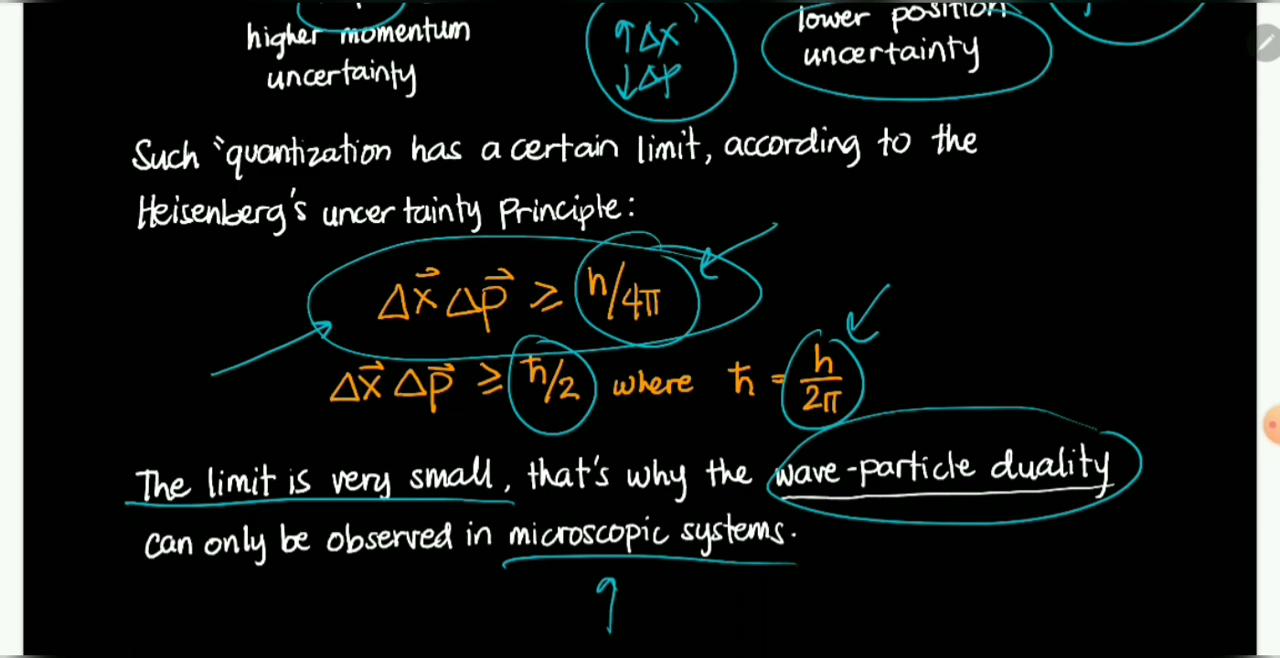 higher momentum
uncertainty
↑ Δx
↓ Δp
lower position
uncertainty
Such "quantization has a certain limit, according to the
Heisenberg's uncertainty Principle:
Δx⃗ Δp⃗ ≥ h/4π
Δx⃗ Δp⃗ ≥ ħ/2 where ħ = h/2π
The limit is very small, that's why the wave-particle duality
can only be observed in microscopic systems.